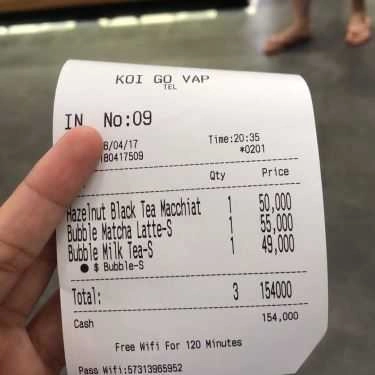 KOI GO VAP
TEL
IN No:09
6/04/17 Time:20:35
180417509 *0201
Qty Price
Hazelnut Black Tea Macchiat 1 50,000
Bubble Matcha Latte-S 1 55,000
Bubble Milk Tea-S 1 49,000
● $ Bubble-S
Total: 3 154000
Cash 154,000
Free Wifi For 120 Minutes
Pass Wifi:57313965952